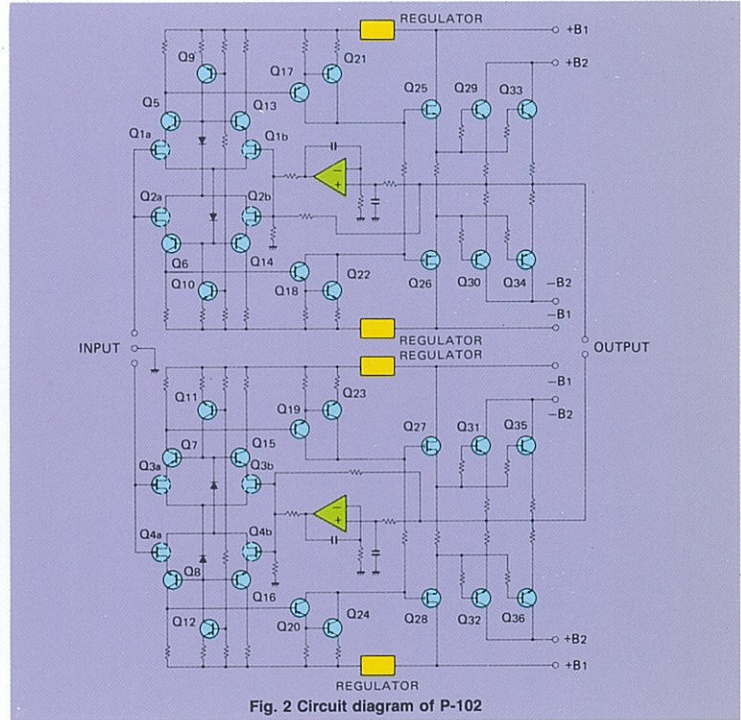 REGULATOR
+B1
+B2
Q9
Q17
Q21
Q25
Q29
Q33
Q5
Q13
Q1a
Q1b
−
+
Q2a
Q2b
Q6
Q14
Q22
Q26
Q30
Q34
Q10
Q18
−B2
−B1
INPUT
REGULATOR
REGULATOR
OUTPUT
−B1
−B2
Q11
Q19
Q23
Q27
Q31
Q35
Q7
Q15
Q3a
Q3b
−
+
Q4a
Q4b
Q8
Q16
Q12
Q20
Q24
Q28
Q32
Q36
+B2
+B1
REGULATOR
Fig. 2 Circuit diagram of P-102